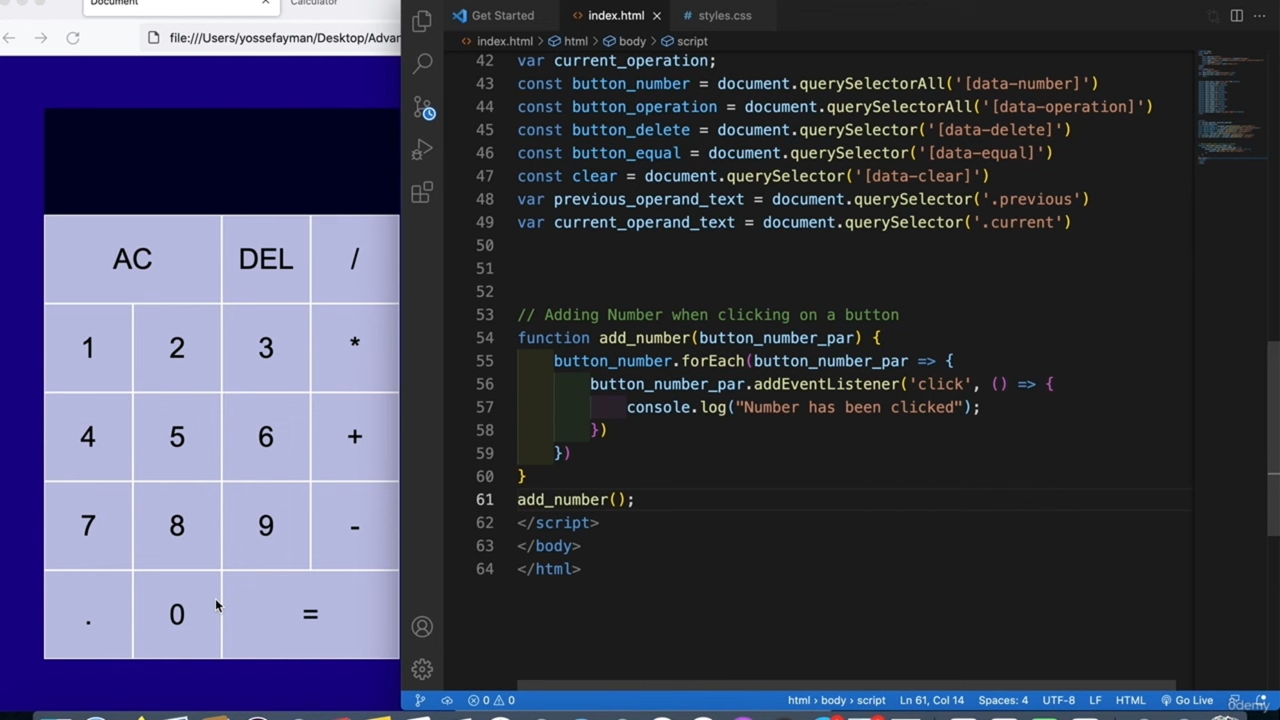 Document
×
Calculator
file:///Users/yossefayman/Desktop/Advan
AC
DEL
/
1
2
3
*
4
5
6
+
7
8
9
-
.
0
=
Get Started
index.html
×
styles.css
index.html > html > body > script
42 var current_operation;
43 const button_number = document.querySelectorAll('[data-number]')
44 const button_operation = document.querySelectorAll('[data-operation]')
45 const button_delete = document.querySelector('[data-delete]')
46 const button_equal = document.querySelector('[data-equal]')
47 const clear = document.querySelector('[data-clear]')
48 var previous_operand_text = document.querySelector('.previous')
49 var current_operand_text = document.querySelector('.current')
50
51
52
53 // Adding Number when clicking on a button
54 function add_number(button_number_par) {
55 button_number.forEach(button_number_par => {
56 button_number_par.addEventListener('click', () => {
57 console.log("Number has been clicked");
58 })
59 })
60 }
61 add_number();
62 </script>
63 </body>
64 </html>
0 0 html > body > script Ln 61, Col 14 Spaces: 4 UTF-8 LF HTML Go Live
udemy